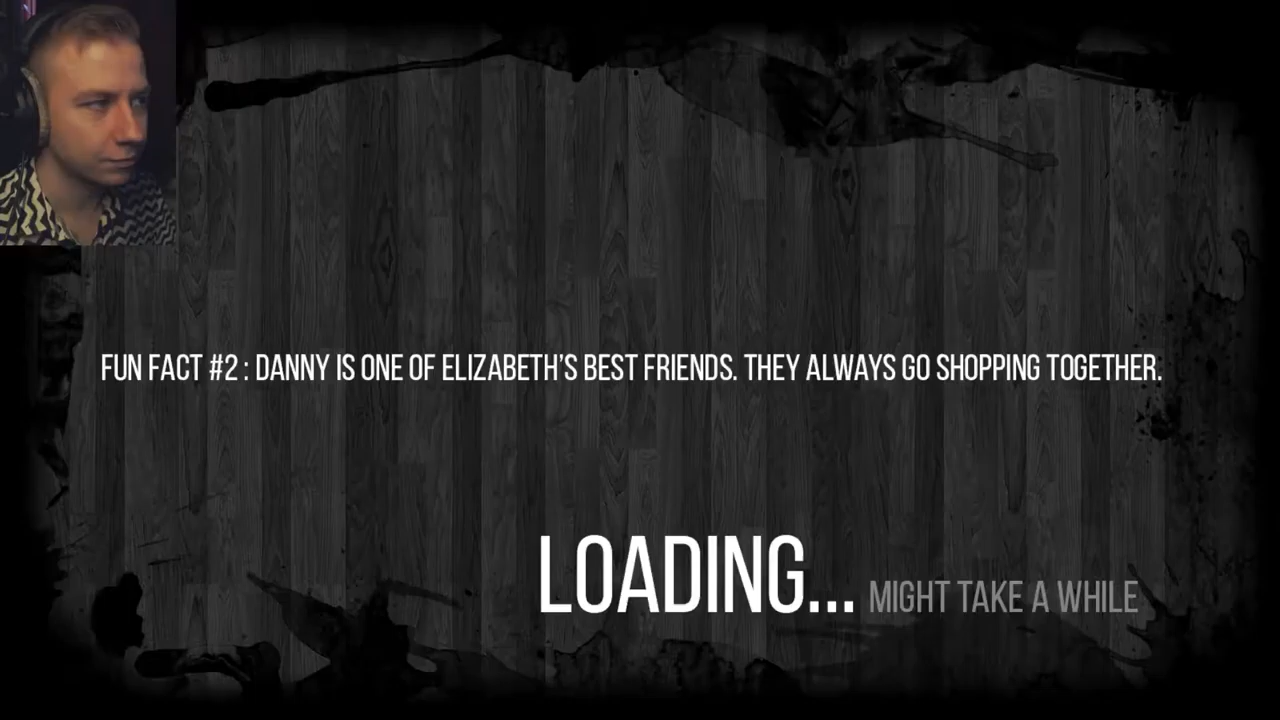 FUN FACT #2 : DANNY IS ONE OF ELIZABETH'S BEST FRIENDS. THEY ALWAYS GO SHOPPING TOGETHER.
LOADING... MIGHT TAKE A WHILE